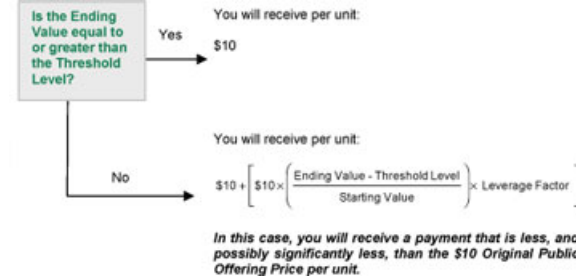 Is the Ending
Value equal to
or greater than
the Threshold
Level?
Yes
You will receive per unit:
$10
No
You will receive per unit:
$10 + [ $10 × ( Ending Value - Threshold Level
Starting Value
) × Leverage Factor ]
In this case, you will receive a payment that is less, and
possibly significantly less, than the $10 Original Public
Offering Price per unit.